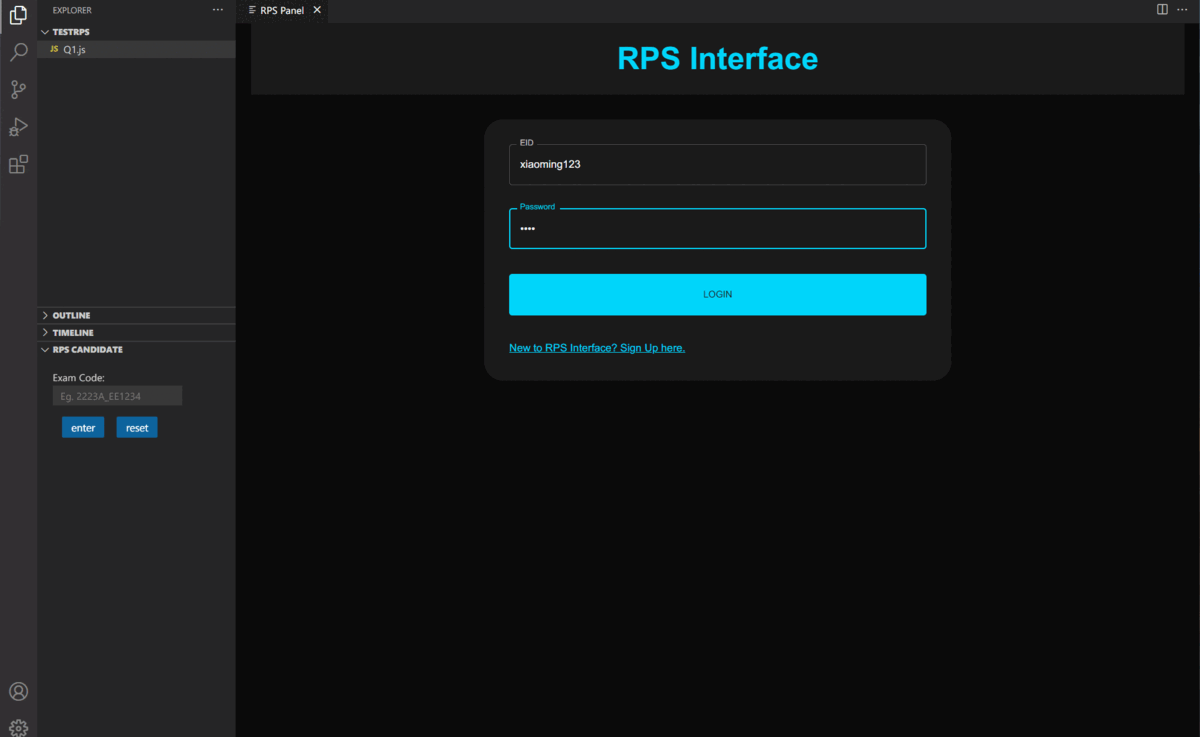 EXPLORER
TESTRPS
JS Q1.js
OUTLINE
TIMELINE
RPS CANDIDATE
Exam Code:
Eg. 2223A_EE1234
enter reset
RPS Panel
RPS Interface
EID
xiaoming123
Password
••••
LOGIN
New to RPS Interface? Sign Up here.